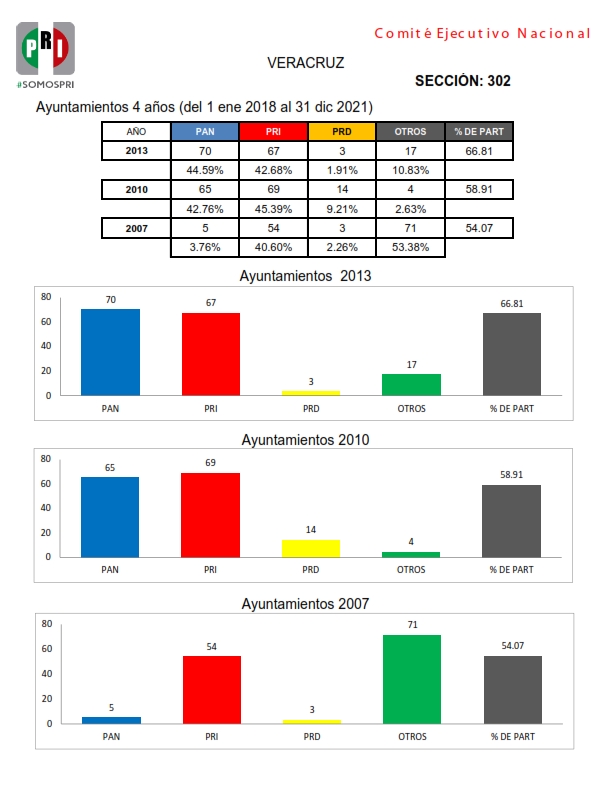 Comité Ejecutivo Nacional
PRI
#SOMOSPRI
VERACRUZ
SECCIÓN: 302
Ayuntamientos 4 años (del 1 ene 2018 al 31 dic 2021)
AÑO PAN PRI PRD OTROS % DE PART
2013 70 67 3 17 66.81
44.59% 42.68% 1.91% 10.83%
2010 65 69 14 4 58.91
42.76% 45.39% 9.21% 2.63%
2007 5 54 3 71 54.07
3.76% 40.60% 2.26% 53.38%
Ayuntamientos 2013
80
60
40
20
0
70 67 3 17 66.81
PAN PRI PRD OTROS % DE PART
Ayuntamientos 2010
80
60
40
20
0
65 69 14 4 58.91
PAN PRI PRD OTROS % DE PART
Ayuntamientos 2007
80
60
40
20
0
5 54 3 71 54.07
PAN PRI PRD OTROS % DE PART